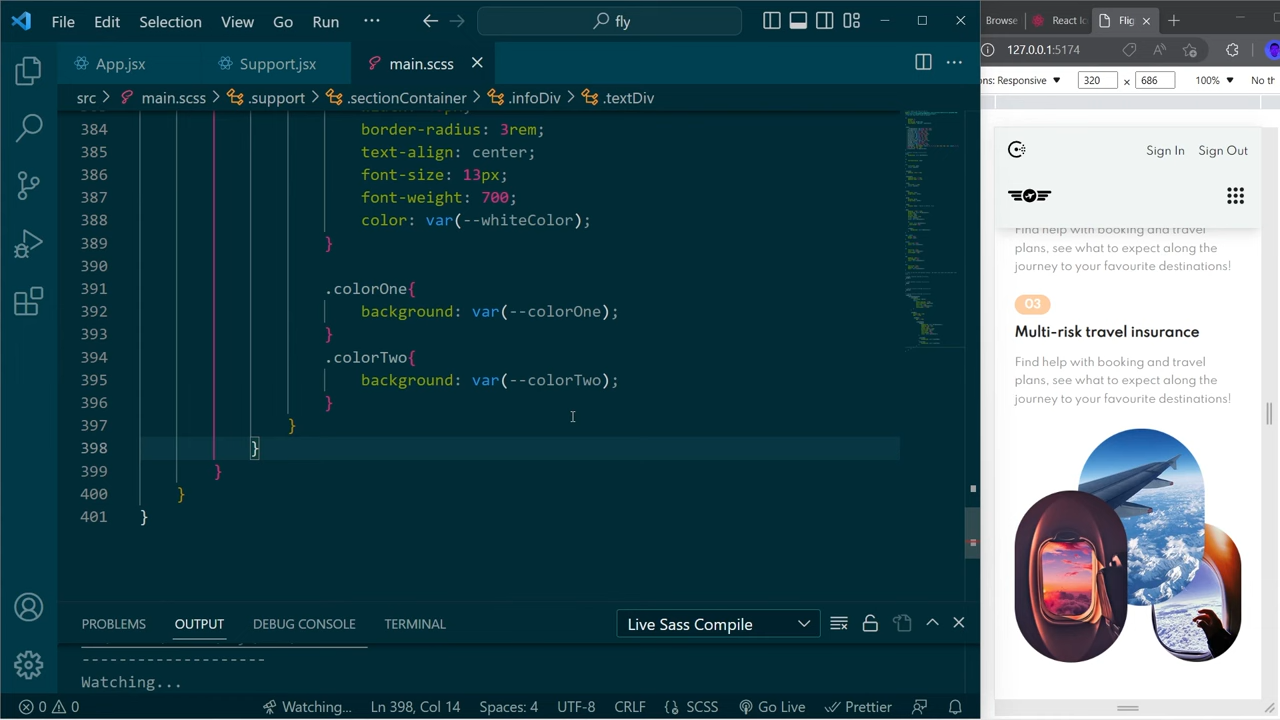 File Edit Selection View Go Run ··· fly
Browse React Ic Flig
App.jsx Support.jsx main.scss
127.0.0.1:5174
ons: Responsive 320 × 686 100% No th
src > main.scss > .support > .sectionContainer > .infoDiv > .textDiv
384 border-radius: 3rem;
385 text-align: center;
386 font-size: 13px;
387 font-weight: 700;
388 color: var(--whiteColor);
389 }
390
391 .colorOne{
392 background: var(--colorOne);
393 }
394 .colorTwo{
395 background: var(--colorTwo);
396 }
397 }
398 }
399 }
400 }
401 }
PROBLEMS OUTPUT DEBUG CONSOLE TERMINAL Live Sass Compile
--------------------
Watching...
0 0 Watching... Ln 398, Col 14 Spaces: 4 UTF-8 CRLF SCSS Go Live Prettier
Sign In Sign Out
Find help with booking and travel
plans, see what to expect along the
journey to your favourite destinations!
03
Multi-risk travel insurance
Find help with booking and travel
plans, see what to expect along the
journey to your favourite destinations!